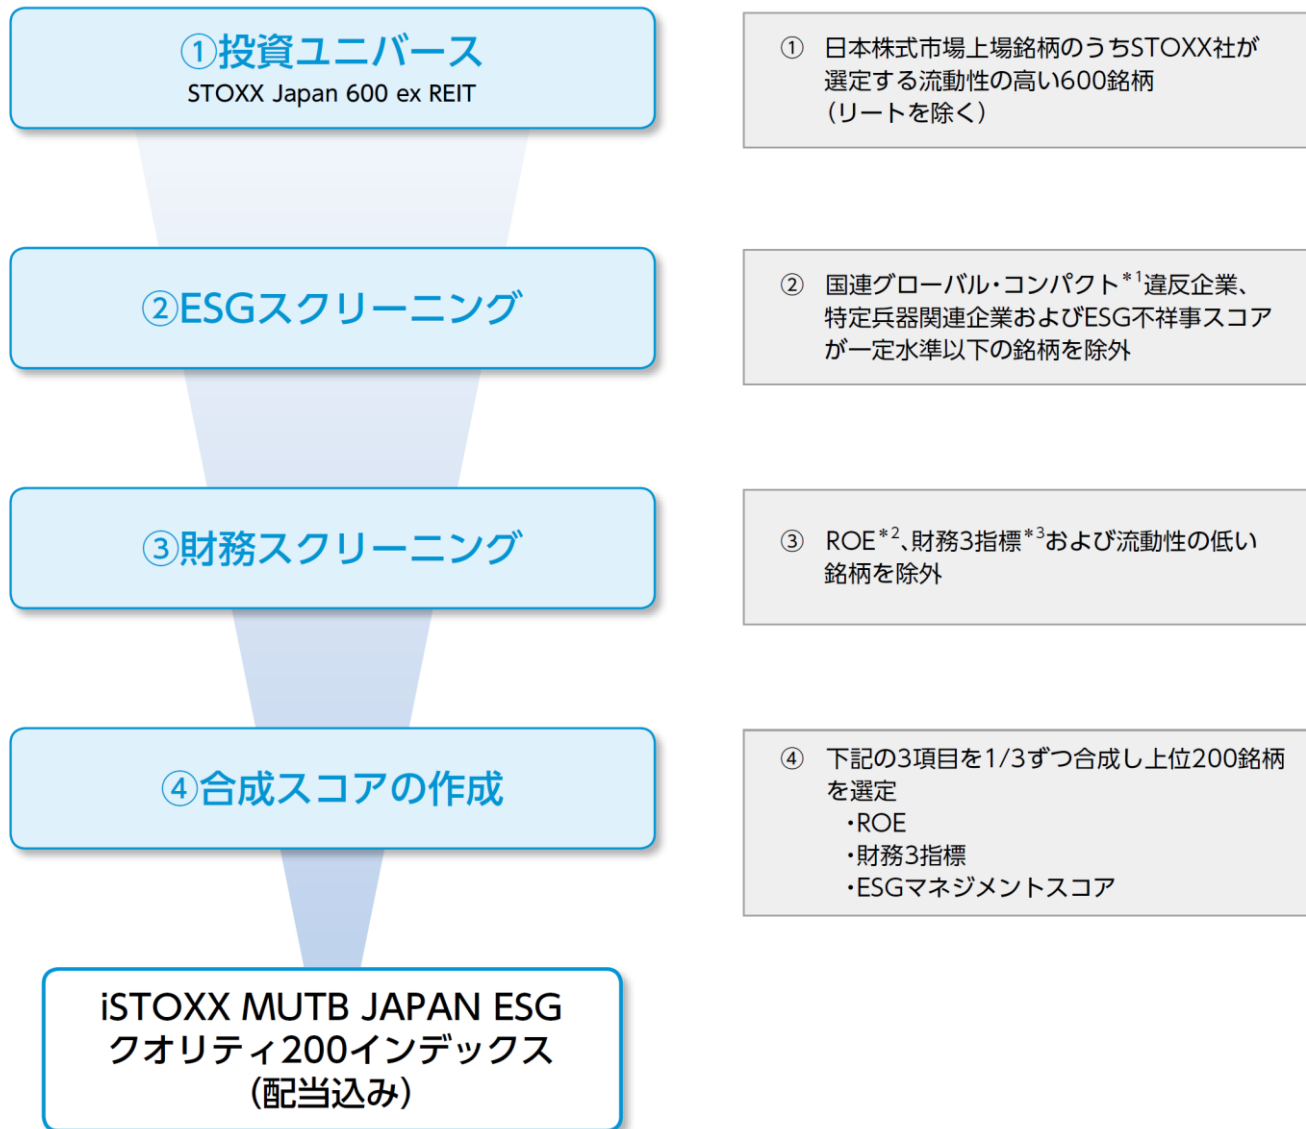 ①投資ユニバース
STOXX Japan 600 ex REIT
① 日本株式市場上場銘柄のうちSTOXX社が
選定する流動性の高い600銘柄
（リートを除く）
②ESGスクリーニング
② 国連グローバル・コンパクト*1違反企業、
特定兵器関連企業およびESG不祥事スコア
が一定水準以下の銘柄を除外
③財務スクリーニング
③ ROE*2、財務3指標*3および流動性の低い
銘柄を除外
④合成スコアの作成
④ 下記の3項目を1/3ずつ合成し上位200銘柄
を選定
・ROE
・財務3指標
・ESGマネジメントスコア
iSTOXX MUTB JAPAN ESG
クオリティ200インデックス
(配当込み)